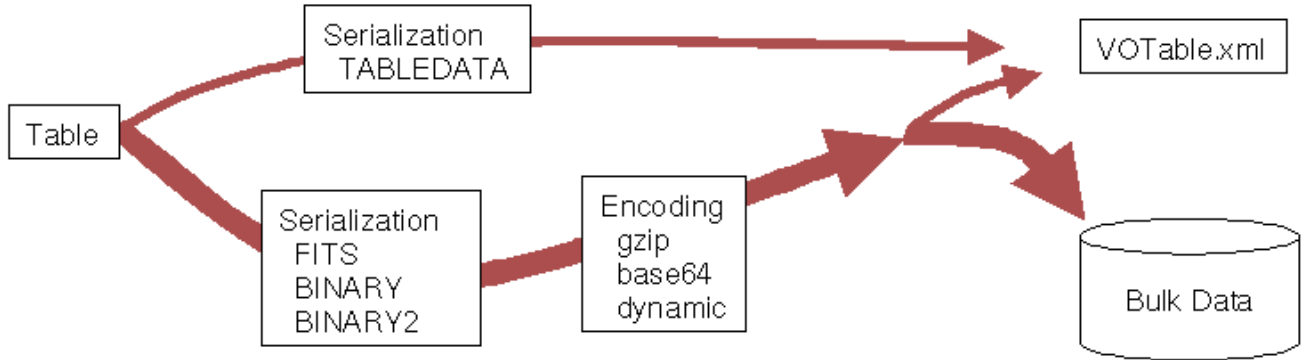 Serialization
TABLEDATA
VOTable.xml
Table
Serialization
FITS
BINARY
BINARY2
Encoding
gzip
base64
dynamic
Bulk Data